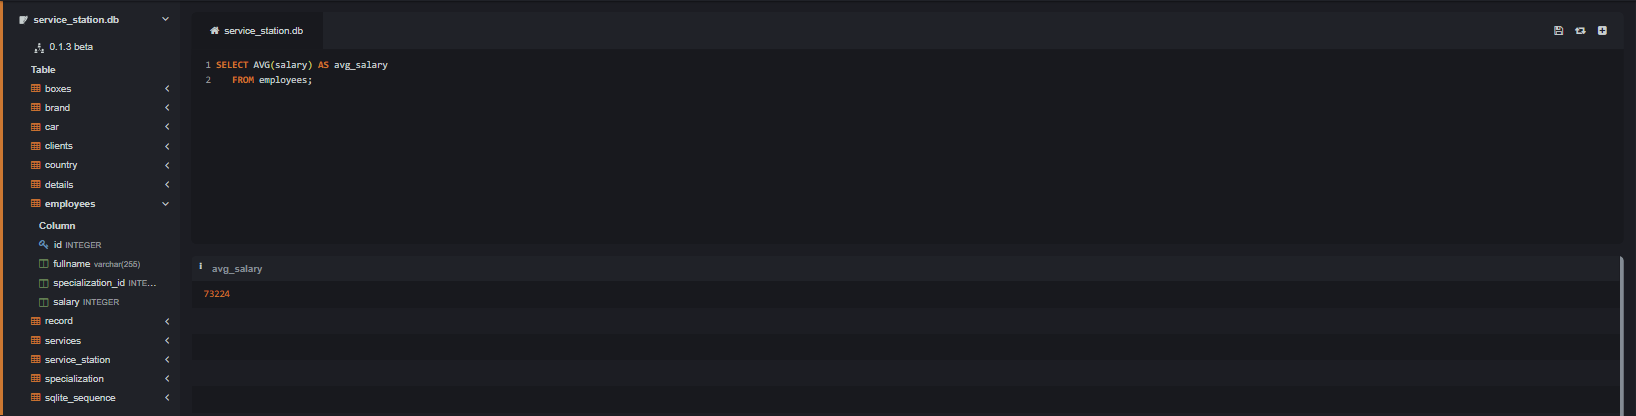 service_station.db
0.1.3 beta
Table
boxes
brand
car
clients
country
details
employees
Column
id INTEGER
fullname varchar(255)
specialization_id INTE...
salary INTEGER
record
services
service_station
specialization
sqlite_sequence
service_station.db
1 SELECT AVG(salary) AS avg_salary
2 FROM employees;
avg_salary
73224